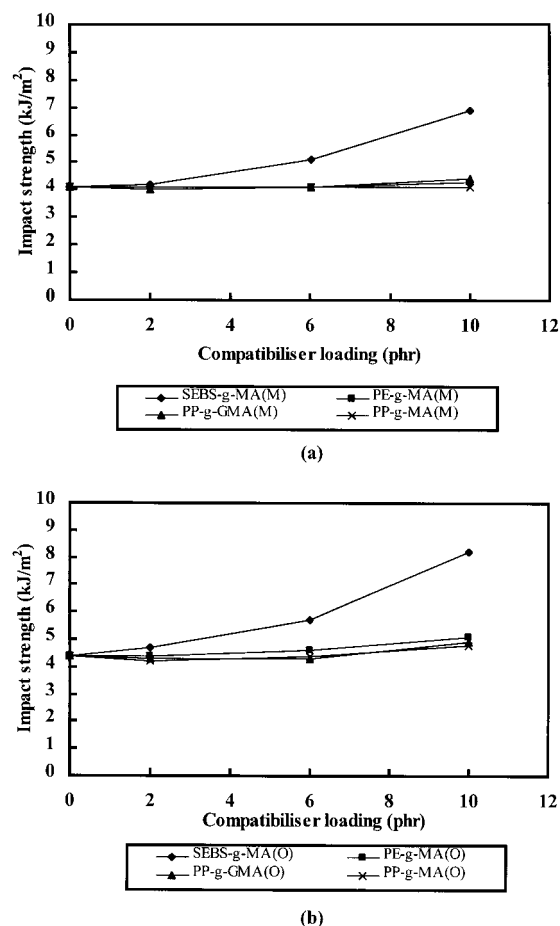 10
9
8
7
6
5
4
3
2
1
0
Impact strength (kJ/m²)
0 2 4 6 8 10 12
Compatibiliser loading (phr)
SEBS-g-MA(M) PE-g-MA(M)
PP-g-GMA(M) PP-g-MA(M)
(a)
10
9
8
7
6
5
4
3
2
1
0
Impact strength (kJ/m²)
0 2 4 6 8 10 12
Compatibiliser loading (phr)
SEBS-g-MA(O) PE-g-MA(O)
PP-g-GMA(O) PP-g-MA(O)
(b)